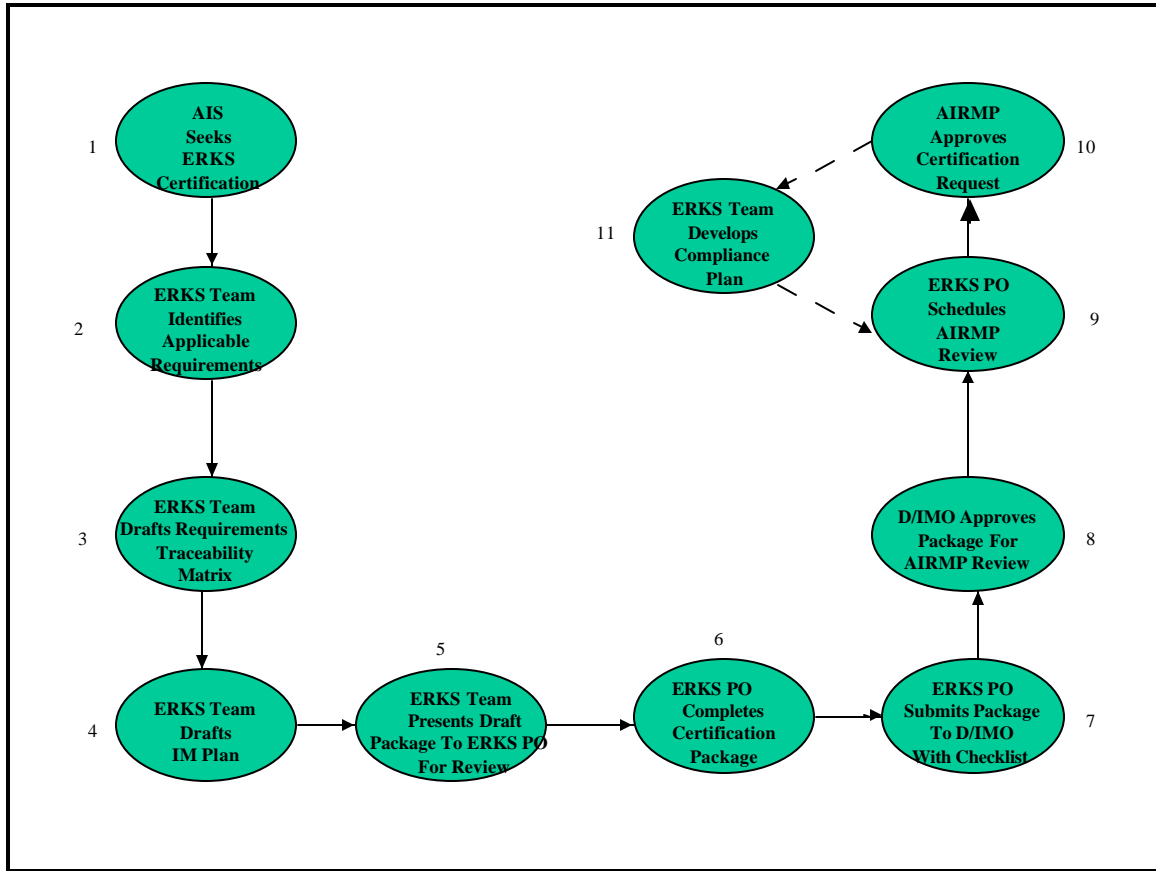 1
AIS
Seeks
ERKS
Certification
2
ERKS Team
Identifies
Applicable
Requirements
3
ERKS Team
Drafts Requirements
Traceability
Matrix
4
ERKS Team
Drafts
IM Plan
5
ERKS Team
Presents Draft
Package To ERKS PO
For Review
6
ERKS PO
Completes
Certification
Package
7
ERKS PO
Submits Package
To D/IMO
With Checklist
8
D/IMO Approves
Package For
AIRMP Review
9
ERKS PO
Schedules
AIRMP
Review
10
AIRMP
Approves
Certification
Request
11
ERKS Team
Develops
Compliance
Plan